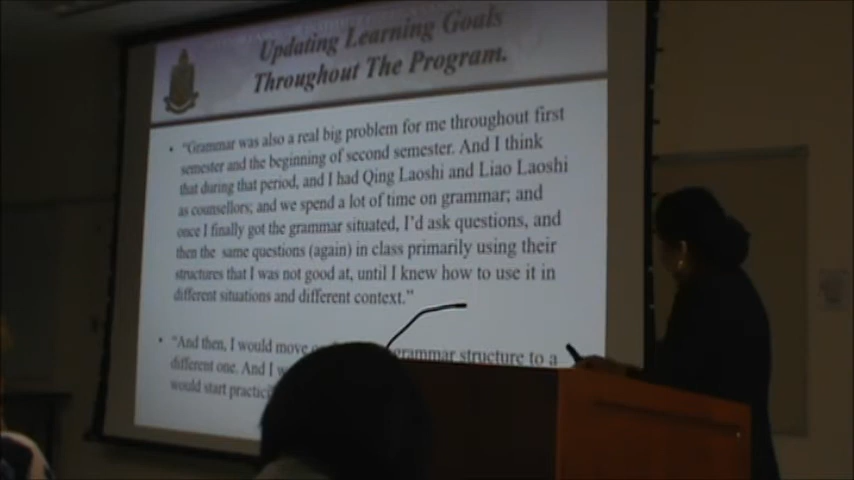 Updating Learning Goals
Throughout The Program.
• "Grammar was also a real big problem for me throughout first
semester and the beginning of second semester. And I think
that during that period, and I had Qing Laoshi and Liao Laoshi
as counsellors; and we spend a lot of time on grammar; and
once I finally got the grammar situated, I'd ask questions, and
then the same questions (again) in class primarily using their
structures that I was not good at, until I knew how to use it in
different situations and different context."
• "And then, I would move grammar structure to a
different one. And I
would start